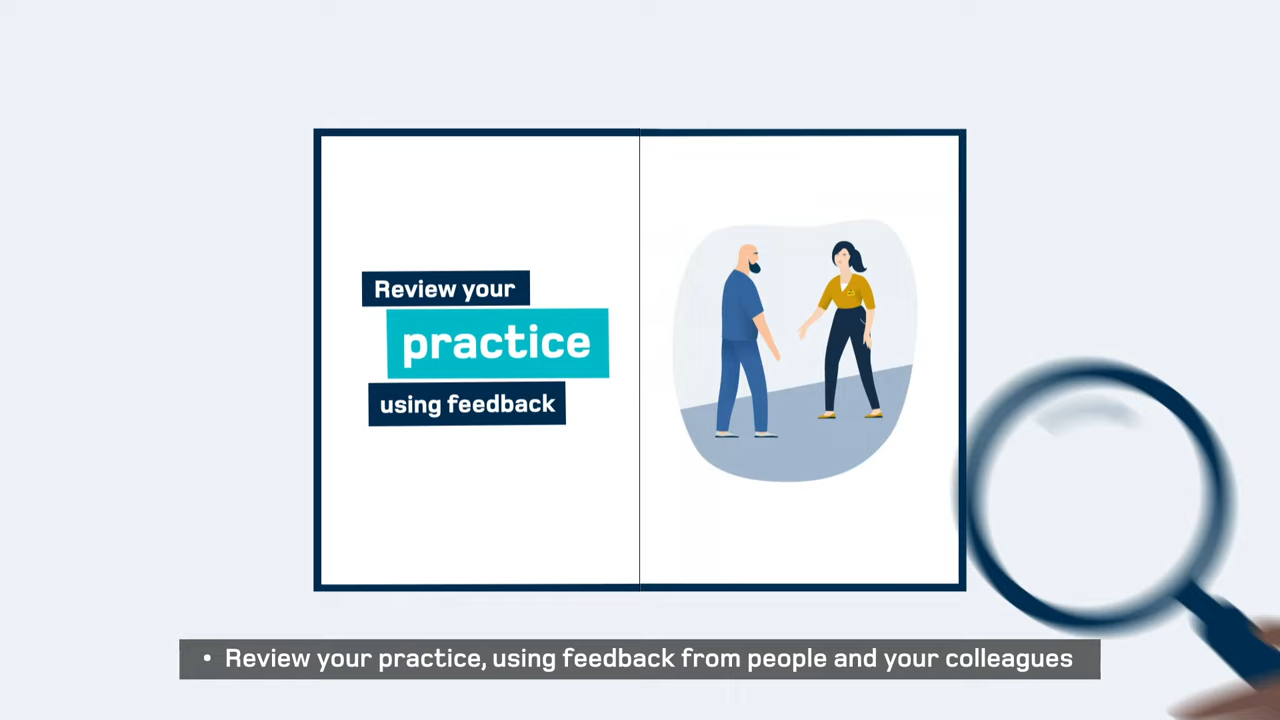 Review your
practice
using feedback
• Review your practice, using feedback from people and your colleagues